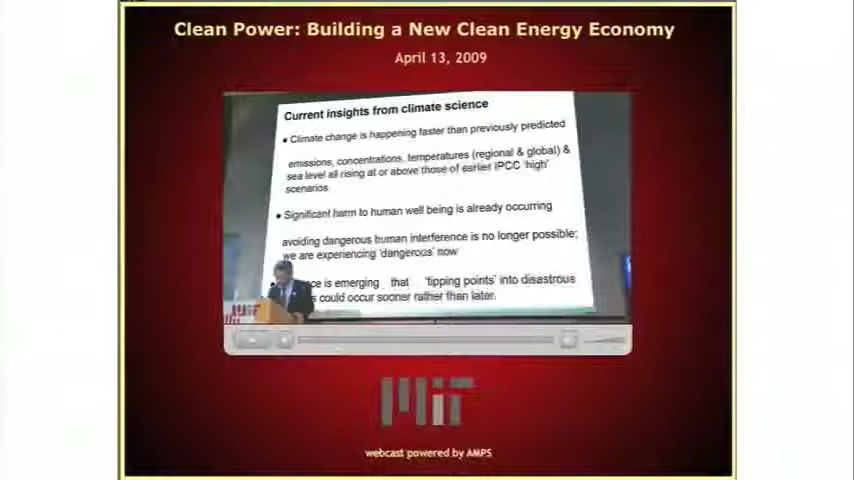 Clean Power: Building a New Clean Energy Economy
April 13, 2009
Current insights from climate science
• Climate change is happening faster than previously predicted
emissions, concentrations, temperatures (regional & global) &
sea level all rising at or above those of earlier IPCC 'high'
scenarios
• Significant harm to human well being is already occurring
avoiding dangerous human interference is no longer possible;
we are experiencing 'dangerous' now
is emerging that 'tipping points' into disastrous
could occur sooner rather than later.
MIT
MIT
webcast powered by AMPS